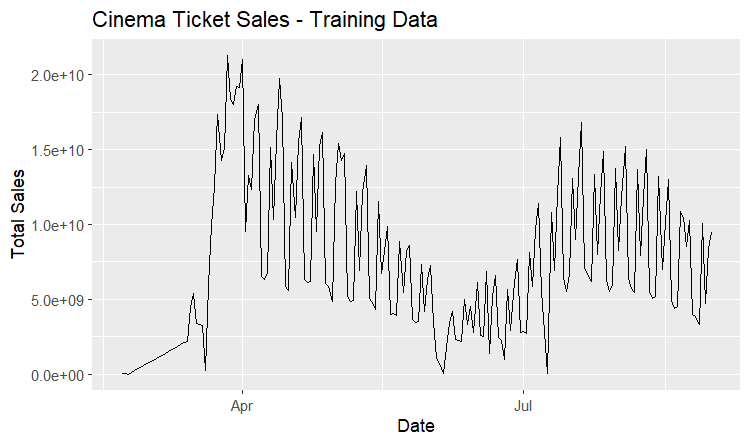 Cinema Ticket Sales - Training Data
Total Sales
2.0e+10
1.5e+10
1.0e+10
5.0e+09
0.0e+00
Apr Jul
Date